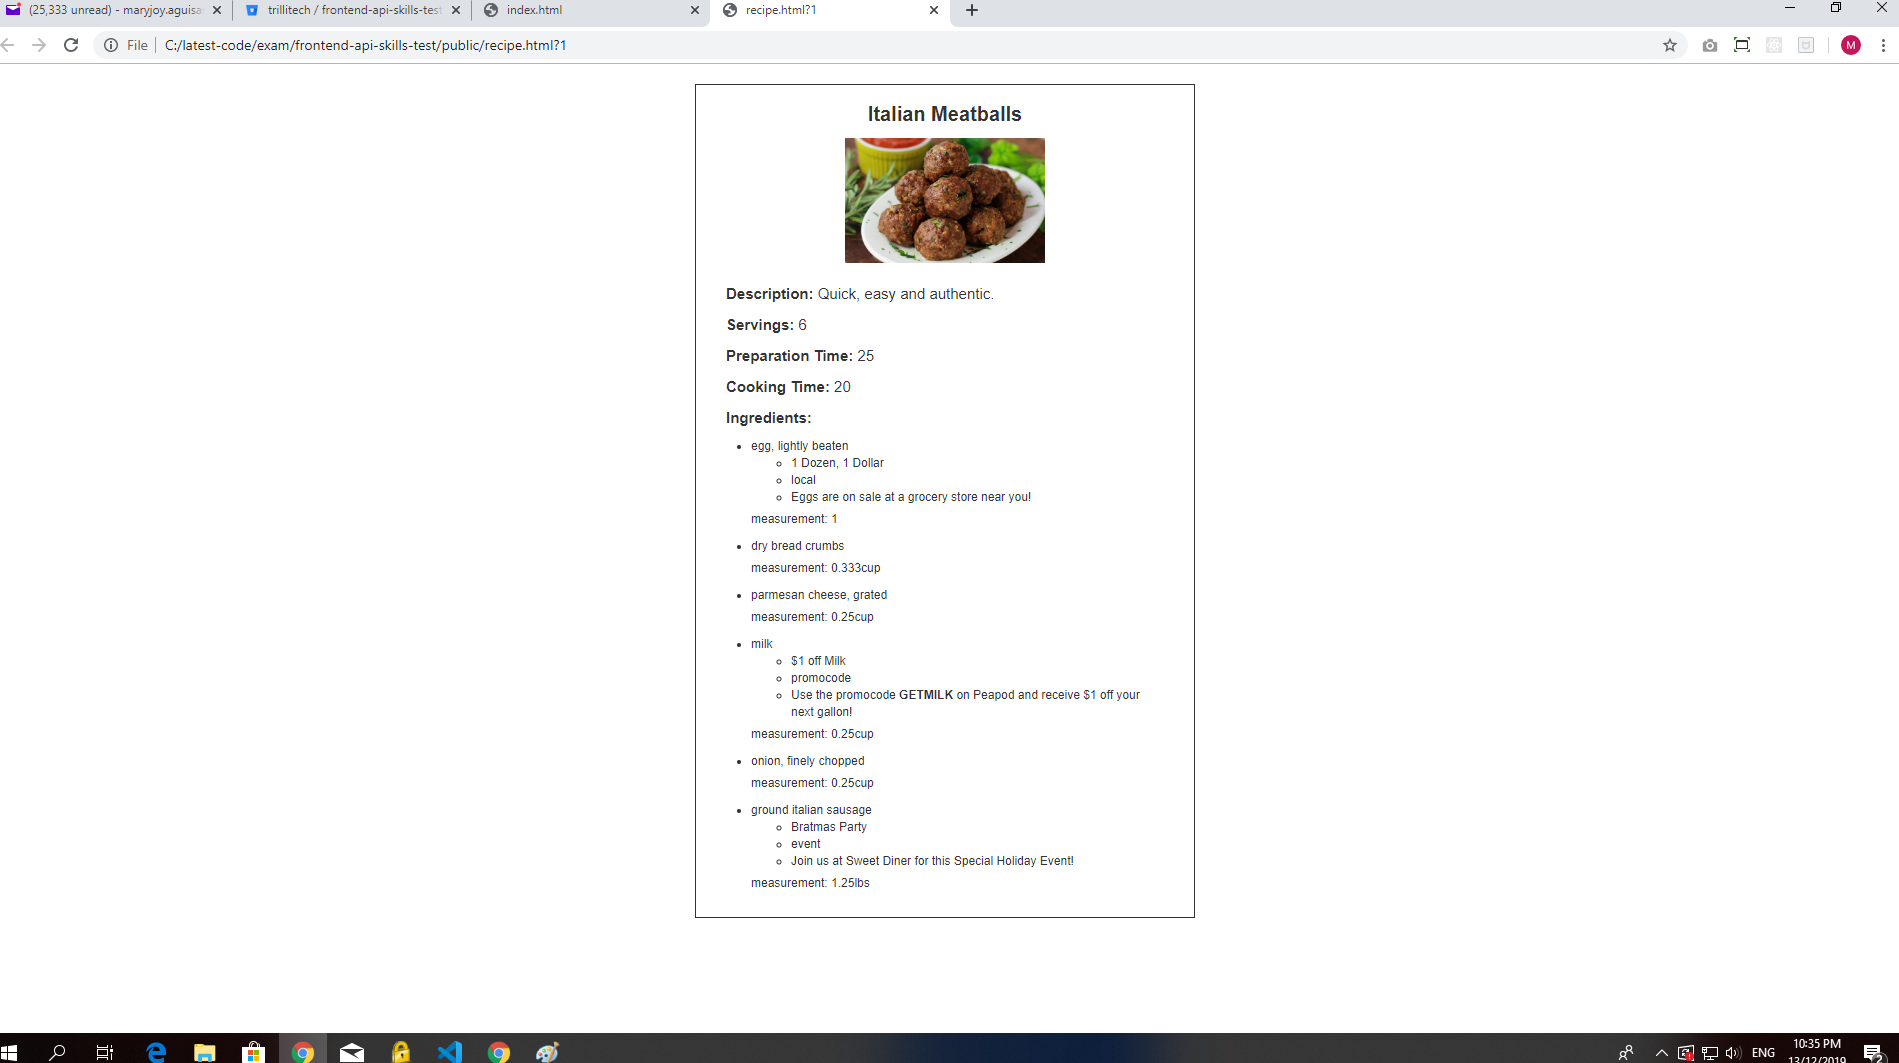 (25,333 unread) - maryjoy.aguisa
trillitech / frontend-api-skills-test
index.html
recipe.html?1
File
C:/latest-code/exam/frontend-api-skills-test/public/recipe.html?1
M
Italian Meatballs
Description: Quick, easy and authentic.
Servings: 6
Preparation Time: 25
Cooking Time: 20
Ingredients:
egg, lightly beaten
1 Dozen, 1 Dollar
local
Eggs are on sale at a grocery store near you!
measurement: 1
dry bread crumbs
measurement: 0.333cup
parmesan cheese, grated
measurement: 0.25cup
milk
$1 off Milk
promocode
Use the promocode GETMILK on Peapod and receive $1 off your
next gallon!
measurement: 0.25cup
onion, finely chopped
measurement: 0.25cup
ground italian sausage
Bratmas Party
event
Join us at Sweet Diner for this Special Holiday Event!
measurement: 1.25lbs
ENG
10:35 PM
13/12/2019
2